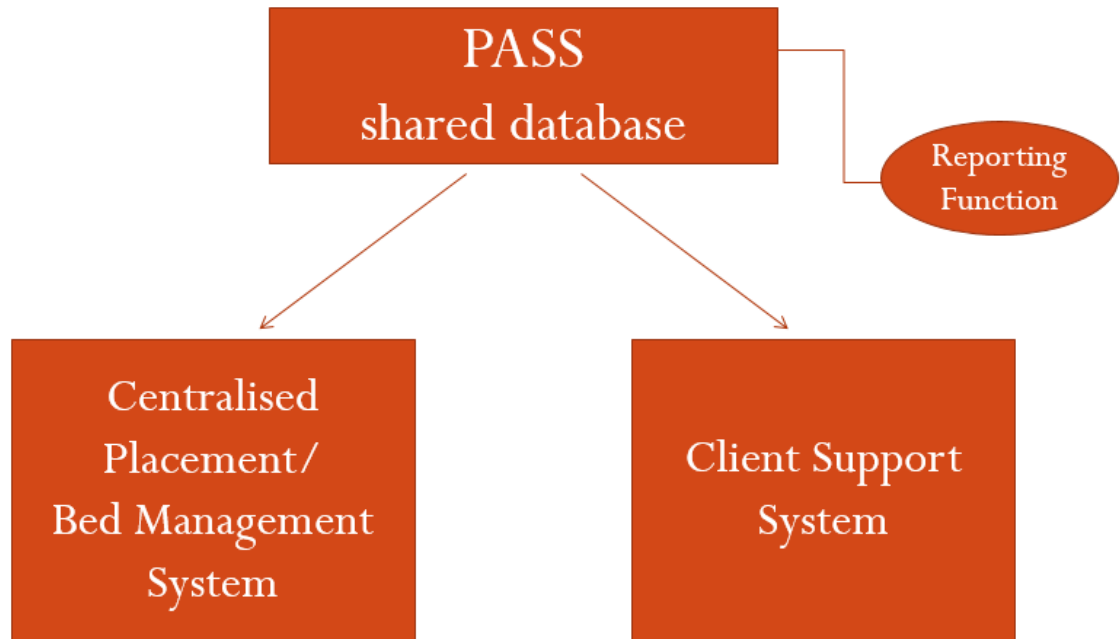 PASS
shared database
Reporting
Function
Centralised
Placement/
Bed Management
System
Client Support
System